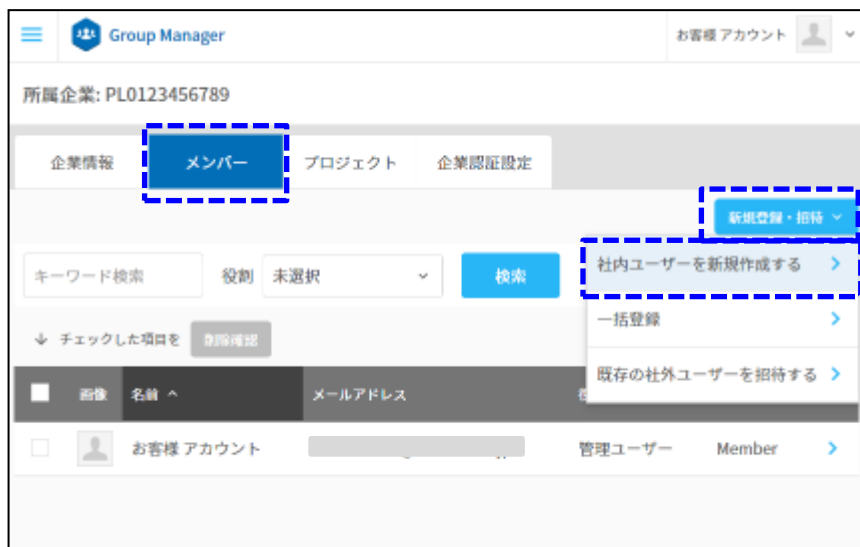 Group Manager
お客様 アカウント
所属企業: PL0123456789
企業情報
メンバー
プロジェクト
企業認証設定
新規登録・招待
キーワード検索
役割
未選択
検索
社内ユーザーを新規作成する
一括登録
既存の社外ユーザーを招待する
チェックした項目を
削除確認
画像
名前
メールアドレス
お客様 アカウント
管理ユーザー
Member